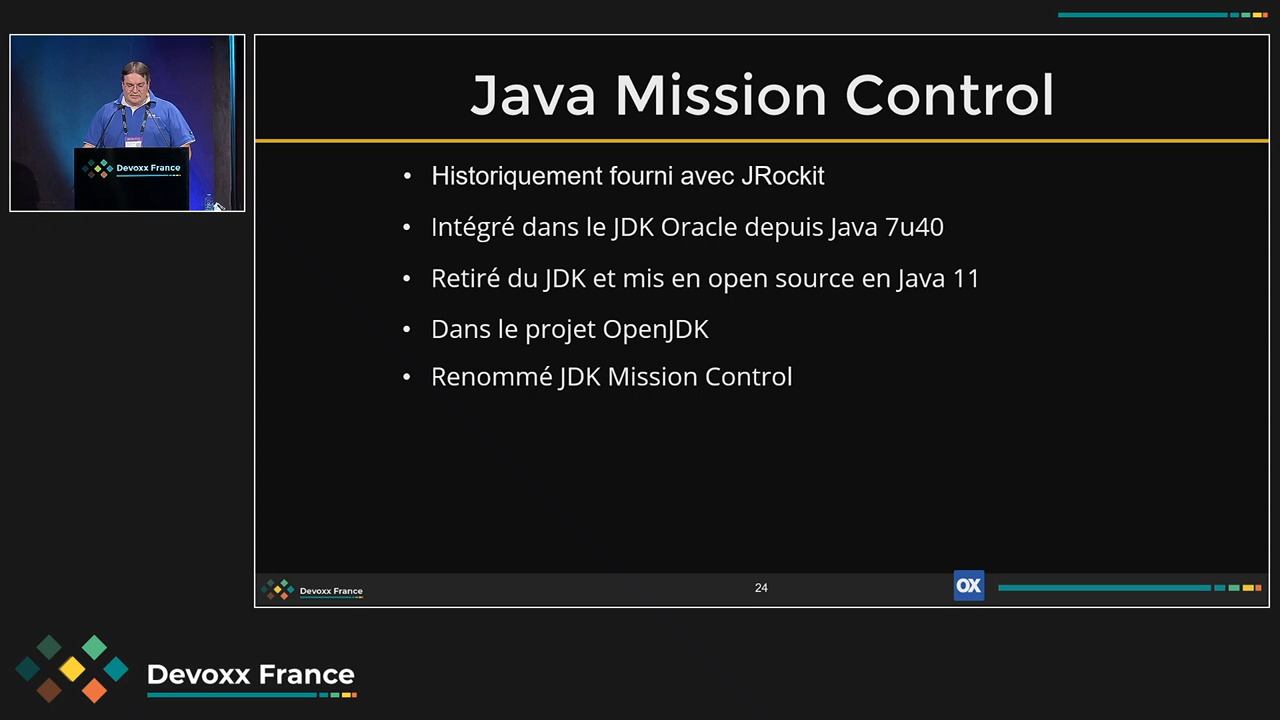 Java Mission Control
Devoxx France
• Historiquement fourni avec JRockit
• Intégré dans le JDK Oracle depuis Java 7u40
• Retiré du JDK et mis en open source en Java 11
• Dans le projet OpenJDK
• Renommé JDK Mission Control
Devoxx France
24
OX
Devoxx France